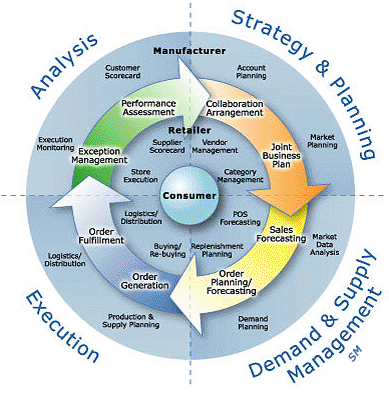 Analysis
Strategy & Planning
Manufacturer
Customer
Scorecard
Account
Planning
Performance
Assessment
Collaboration
Arrangement
Retailer
Supplier
Scorecard
Vendor
Management
Execution
Monitoring
Exception
Management
Joint
Business
Plan
Market
Planning
Store
Execution
Category
Management
Consumer
Logistics/
Distribution
POS
Forecasting
Order
Fulfillment
Sales
Forecasting
Market
Data
Analysis
Logistics/
Distribution
Buying/
Re-buying
Replenishment
Planning
Order
Generation
Order
Planning/
Forecasting
Production &
Supply Planning
Demand
Planning
Execution
Demand & Supply
Management
SM